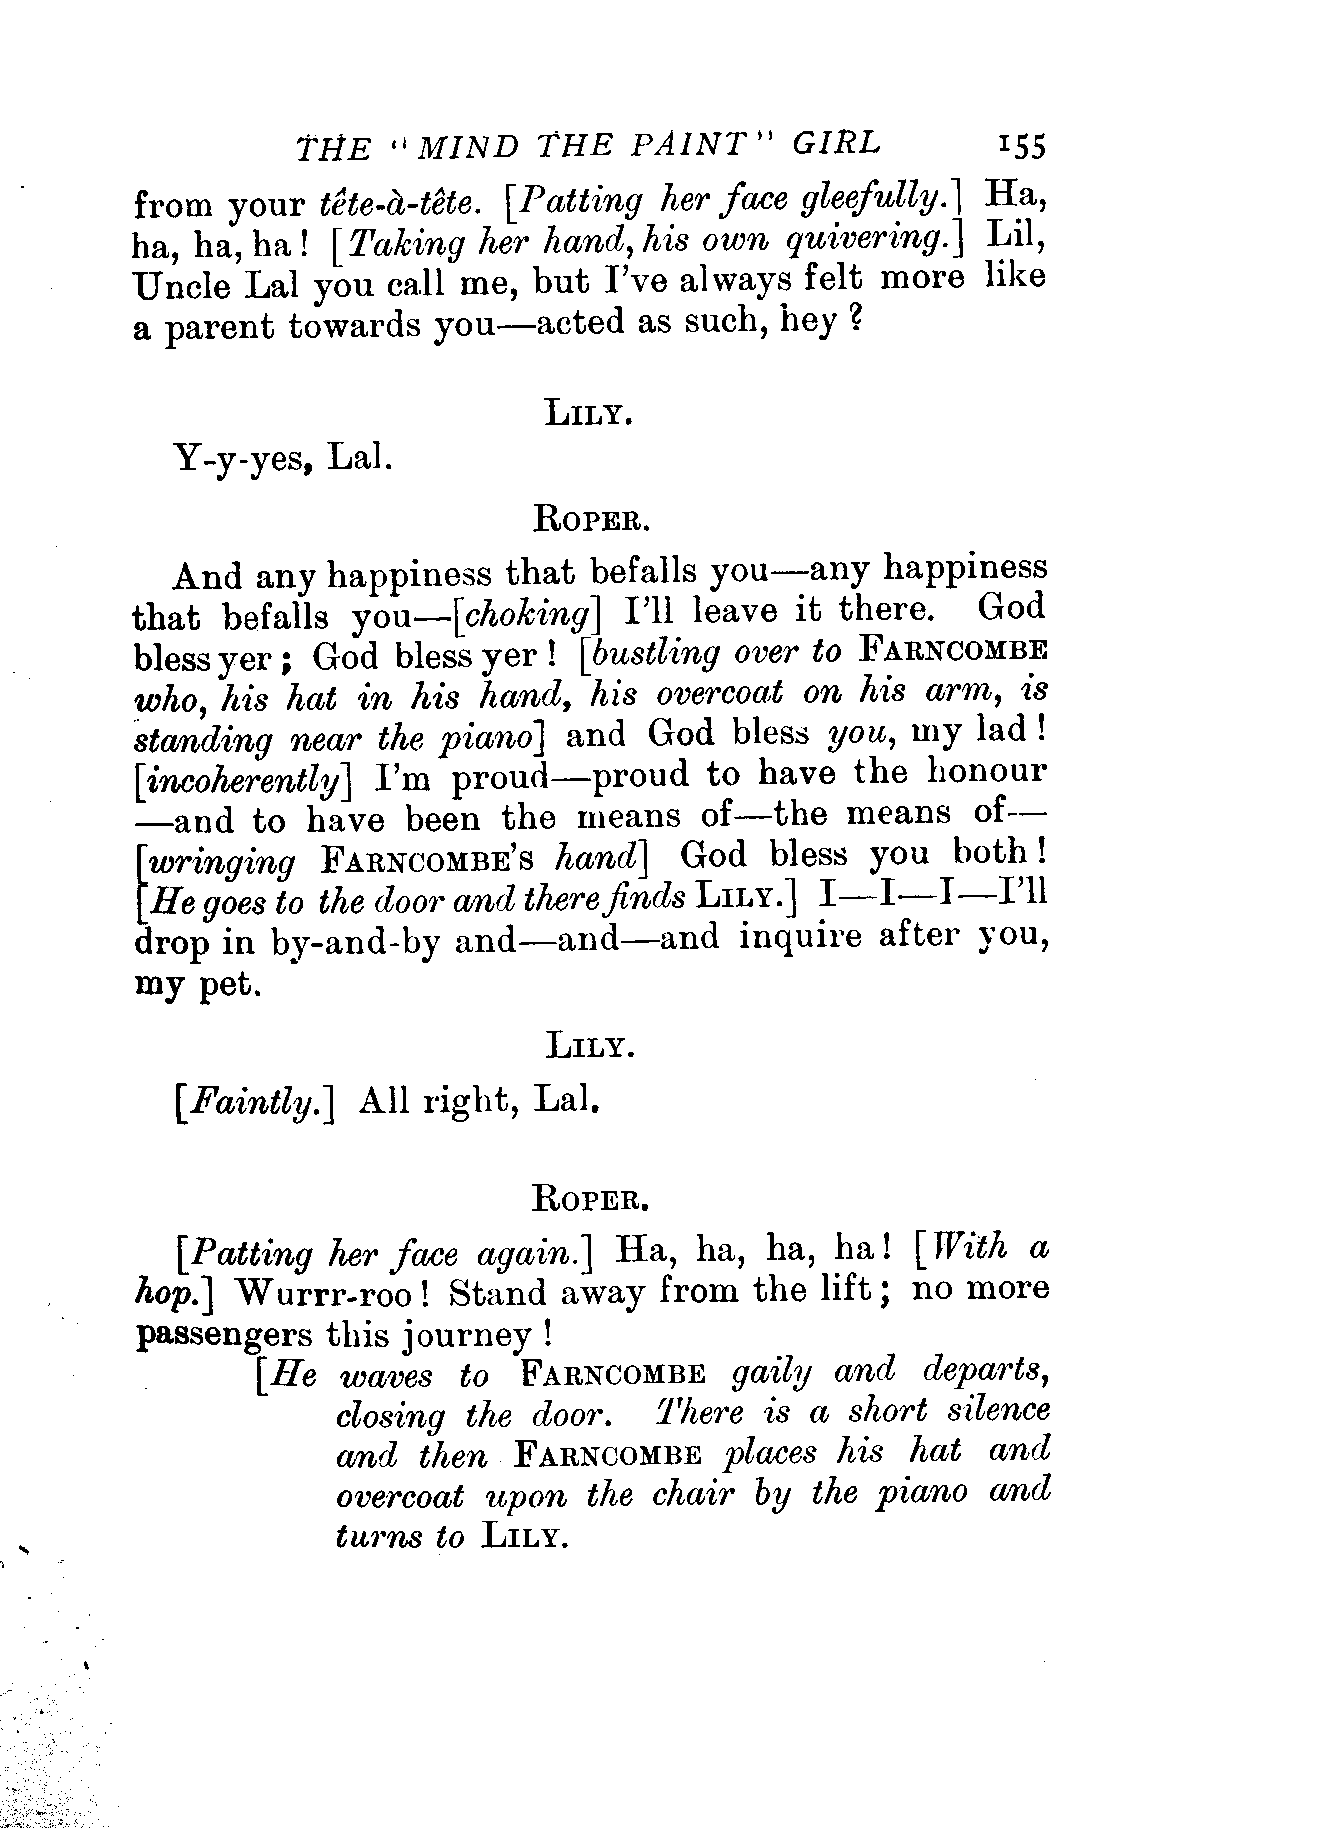 THE "MIND THE PAINT" GIRL 155
from your tête-à-tête. [Patting her face gleefully.] Ha,
ha, ha, ha! [Taking her hand, his own quivering.] Lil,
Uncle Lal you call me, but I've always felt more like
a parent towards you—acted as such, hey?
LILY.
Y-y-yes, Lal.
ROPER.
And any happiness that befalls you—any happiness
that befalls you—[choking] I'll leave it there. God
bless yer; God bless yer! [bustling over to FARNCOMBE
who, his hat in his hand, his overcoat on his arm, is
standing near the piano] and God bless you, my lad!
[incoherently] I'm proud—proud to have the honour
—and to have been the means of—the means of—
[wringing FARNCOMBE'S hand] God bless you both!
[He goes to the door and there finds LILY.] I—I—I—I'll
drop in by-and-by and—and—and inquire after you,
my pet.
LILY.
[Faintly.] All right, Lal.
ROPER.
[Patting her face again.] Ha, ha, ha, ha! [With a
hop.] Wurrr-roo! Stand away from the lift; no more
passengers this journey!
[He waves to FARNCOMBE gaily and departs,
closing the door. There is a short silence
and then FARNCOMBE places his hat and
overcoat upon the chair by the piano and
turns to LILY.